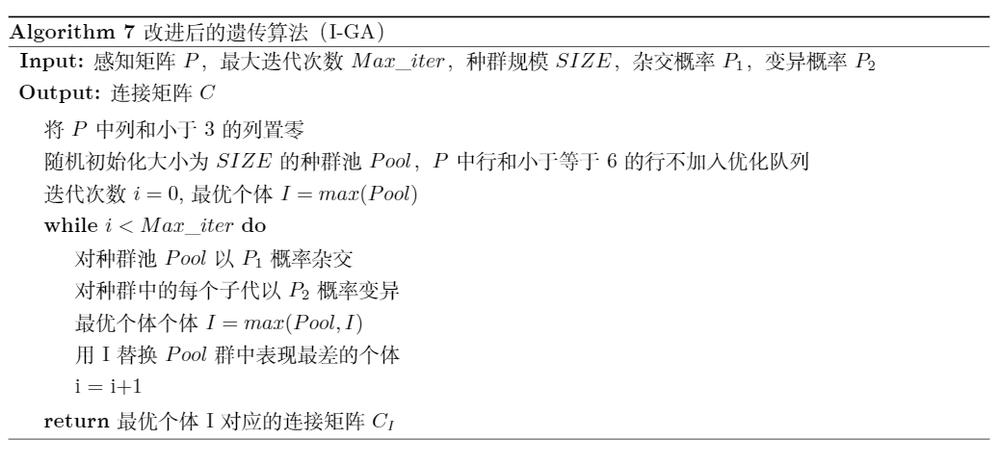 Algorithm 7 改进后的遗传算法（I-GA）
Input: 感知矩阵 P，最大迭代次数 Max_iter，种群规模 SIZE，杂交概率 P₁，变异概率 P₂
Output: 连接矩阵 C
将 P 中列和小于 3 的列置零
随机初始化大小为 SIZE 的种群池 Pool，P 中行和小于等于 6 的行不加入优化队列
迭代次数 i = 0, 最优个体 I = max(Pool)
while i < Max_iter do
对种群池 Pool 以 P₁ 概率杂交
对种群中的每个子代以 P₂ 概率变异
最优个体个体 I = max(Pool, I)
用 I 替换 Pool 群中表现最差的个体
i = i+1
return 最优个体 I 对应的连接矩阵 C_I